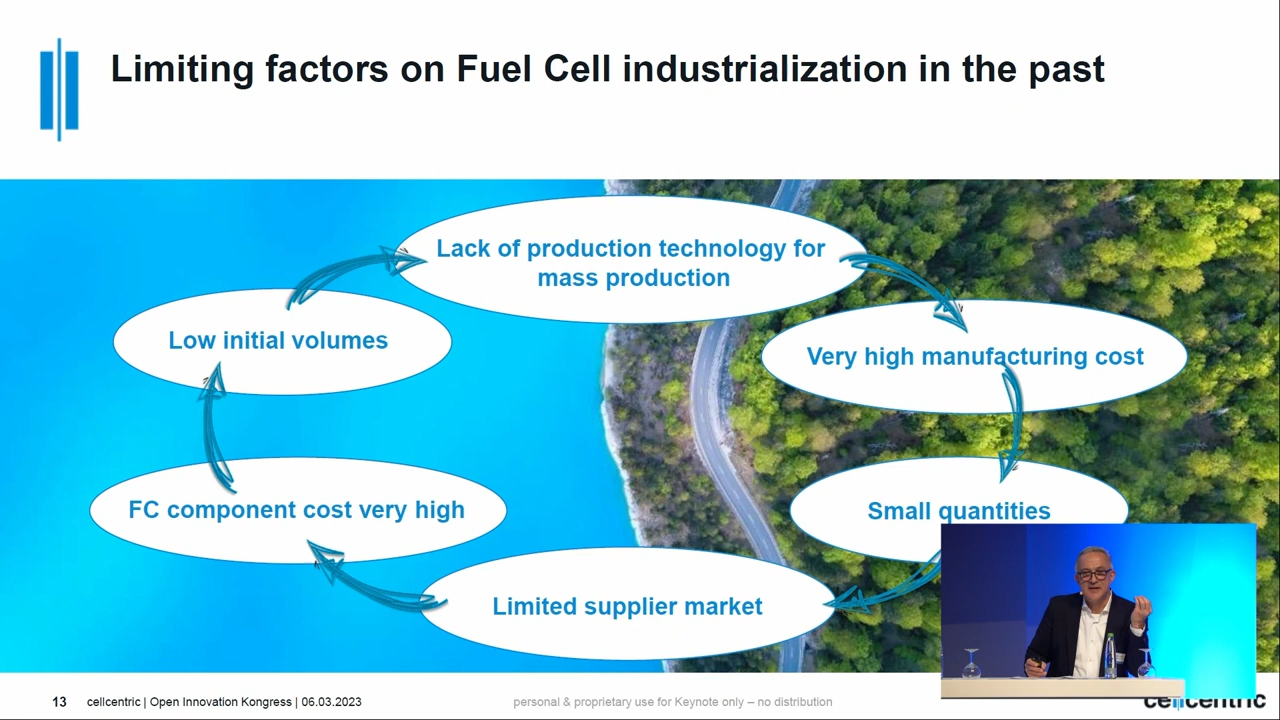 Limiting factors on Fuel Cell industrialization in the past
Lack of production technology for
mass production
Low initial volumes
Very high manufacturing cost
FC component cost very high
Small quantities
Limited supplier market
13 cellcentric | Open Innovation Kongress | 06.03.2023
personal & proprietary use for Keynote only – no distribution
cellcentric